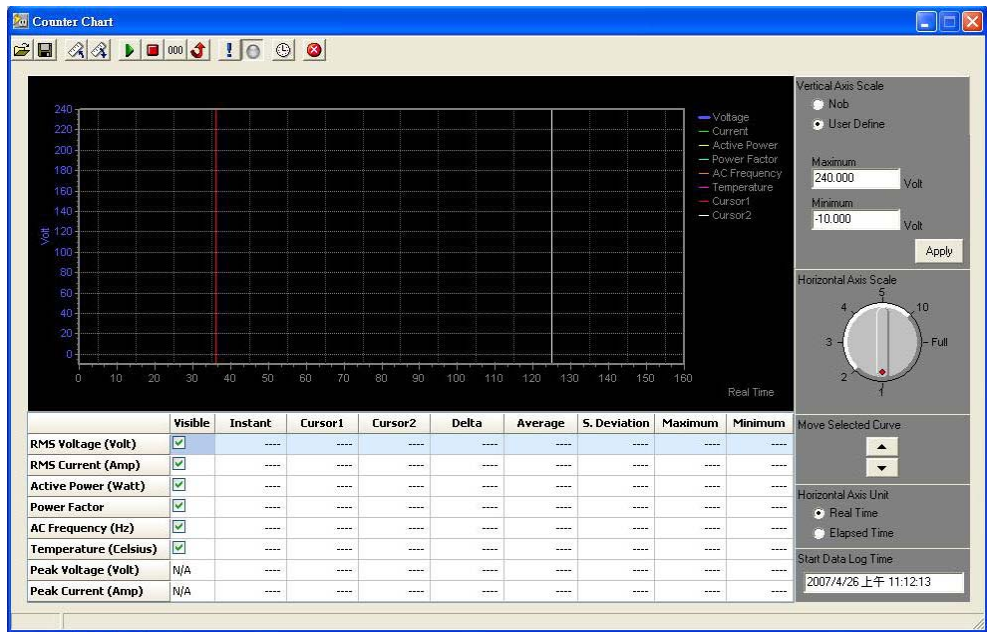 Counter Chart
000
Vertical Axis Scale
Nob
User Define
Maximum
240.000 Volt
Minimum
-10.000 Volt
Apply
240
220
200
180
160
140
120
100
80
60
40
20
0
Volt
0 10 20 30 40 50 60 70 80 90 100 110 120 130 140 150 160
Real Time
Voltage
Current
Active Power
Power Factor
AC Frequency
Temperature
Cursor1
Cursor2
Horizontal Axis Scale
5
4 10
3 Full
2
1
Visible Instant Cursor1 Cursor2 Delta Average S. Deviation Maximum Minimum
RMS Voltage (Volt) ---- ---- ---- ---- ---- ---- ---- ----
RMS Current (Amp) ---- ---- ---- ---- ---- ---- ---- ----
Active Power (Watt) ---- ---- ---- ---- ---- ---- ---- ----
Power Factor ---- ---- ---- ---- ---- ---- ---- ----
AC Frequency (Hz) ---- ---- ---- ---- ---- ---- ---- ----
Temperature (Celsius) ---- ---- ---- ---- ---- ---- ---- ----
Peak Voltage (Volt) N/A ---- ---- ---- ---- ---- ---- ---- ----
Peak Current (Amp) N/A ---- ---- ---- ---- ---- ---- ---- ----
Move Selected Curve
Horizontal Axis Unit
Real Time
Elapsed Time
Start Data Log Time
2007/4/26 上午 11:12:13